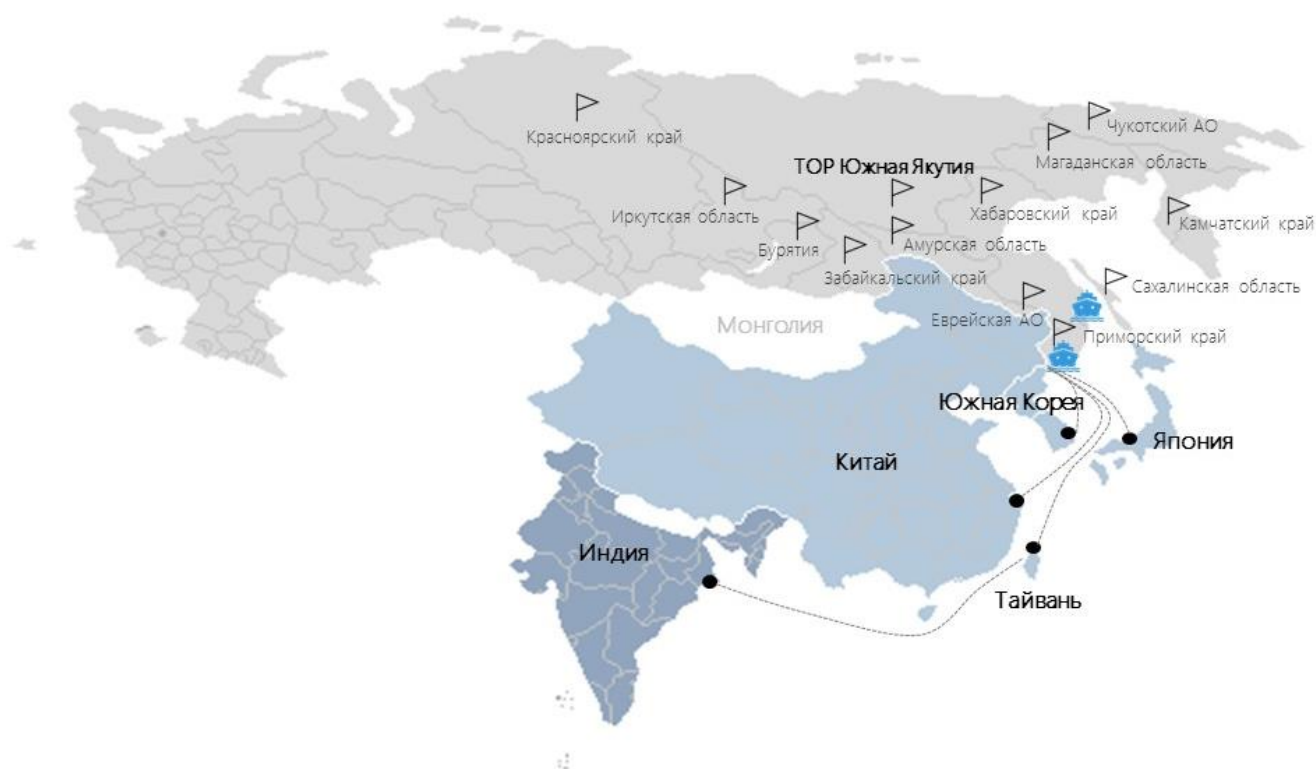 Красноярский край
Чукотский АО
Магаданская область
ТОР Южная Якутия
Иркутская область
Хабаровский край
Камчатский край
Бурятия
Амурская область
Забайкальский край
Сахалинская область
Еврейская АО
Монголия
Приморский край
Южная Корея
Япония
Китай
Индия
Тайвань